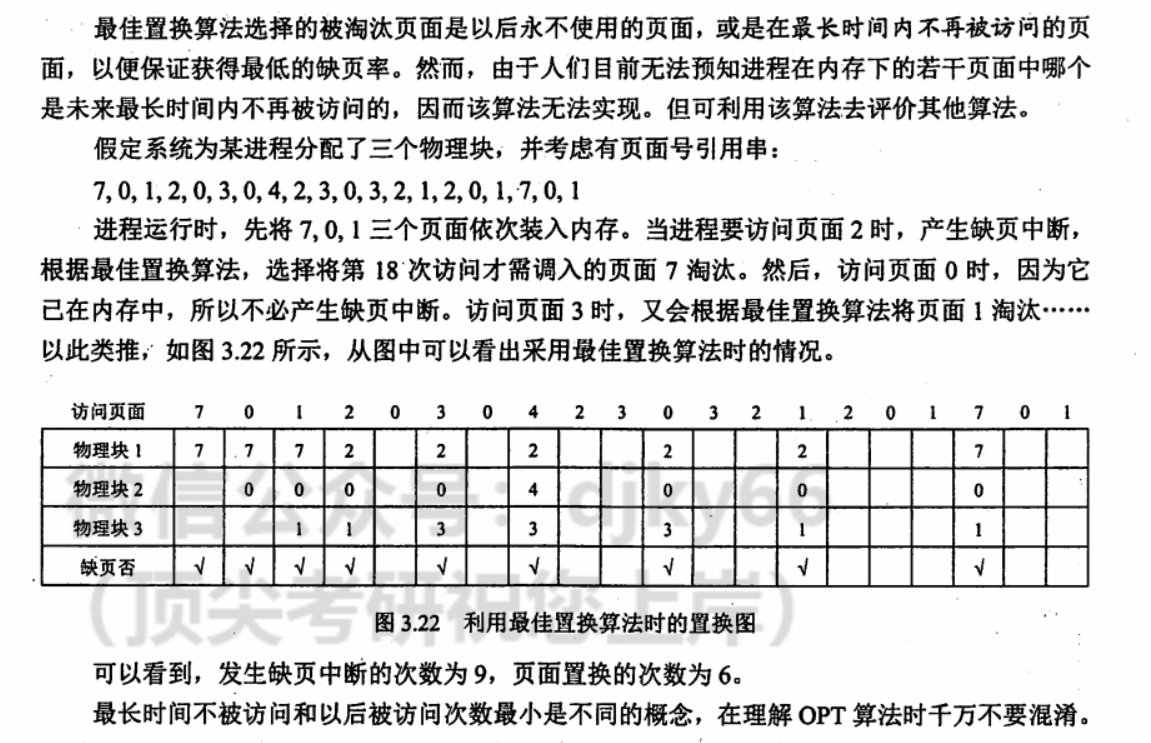 最佳置换算法选择的被淘汰页面是以后永不使用的页面，或是在最长时间内不再被访问的页
面，以便保证获得最低的缺页率。然而，由于人们目前无法预知进程在内存下的若干页面中哪个
是未来最长时间内不再被访问的，因而该算法无法实现。但可利用该算法去评价其他算法。
假定系统为某进程分配了三个物理块，并考虑有页面号引用串：
7, 0, 1, 2, 0, 3, 0, 4, 2, 3, 0, 3, 2, 1, 2, 0, 1, 7, 0, 1
进程运行时，先将 7, 0, 1 三个页面依次装入内存。当进程要访问页面 2 时，产生缺页中断，
根据最佳置换算法，选择将第 18 次访问才需调入的页面 7 淘汰。然后，访问页面 0 时，因为它
已在内存中，所以不必产生缺页中断。访问页面 3 时，又会根据最佳置换算法将页面 1 淘汰……
以此类推，如图 3.22 所示，从图中可以看出采用最佳置换算法时的情况。
访问页面 7 0 1 2 0 3 0 4 2 3 0 3 2 1 2 0 1 7 0 1
物理块 1 7 7 7 2 2 2 2 2 7
物理块 2 0 0 0 0 4 0 0 0
物理块 3 1 1 3 3 3 1 1
缺页否 √ √ √ √ √ √ √ √ √
微信公众号：djky66
（顶尖考研祝您上岸）
图 3.22 利用最佳置换算法时的置换图
可以看到，发生缺页中断的次数为 9，页面置换的次数为 6。
最长时间不被访问和以后被访问次数最小是不同的概念，在理解 OPT 算法时千万不要混淆。